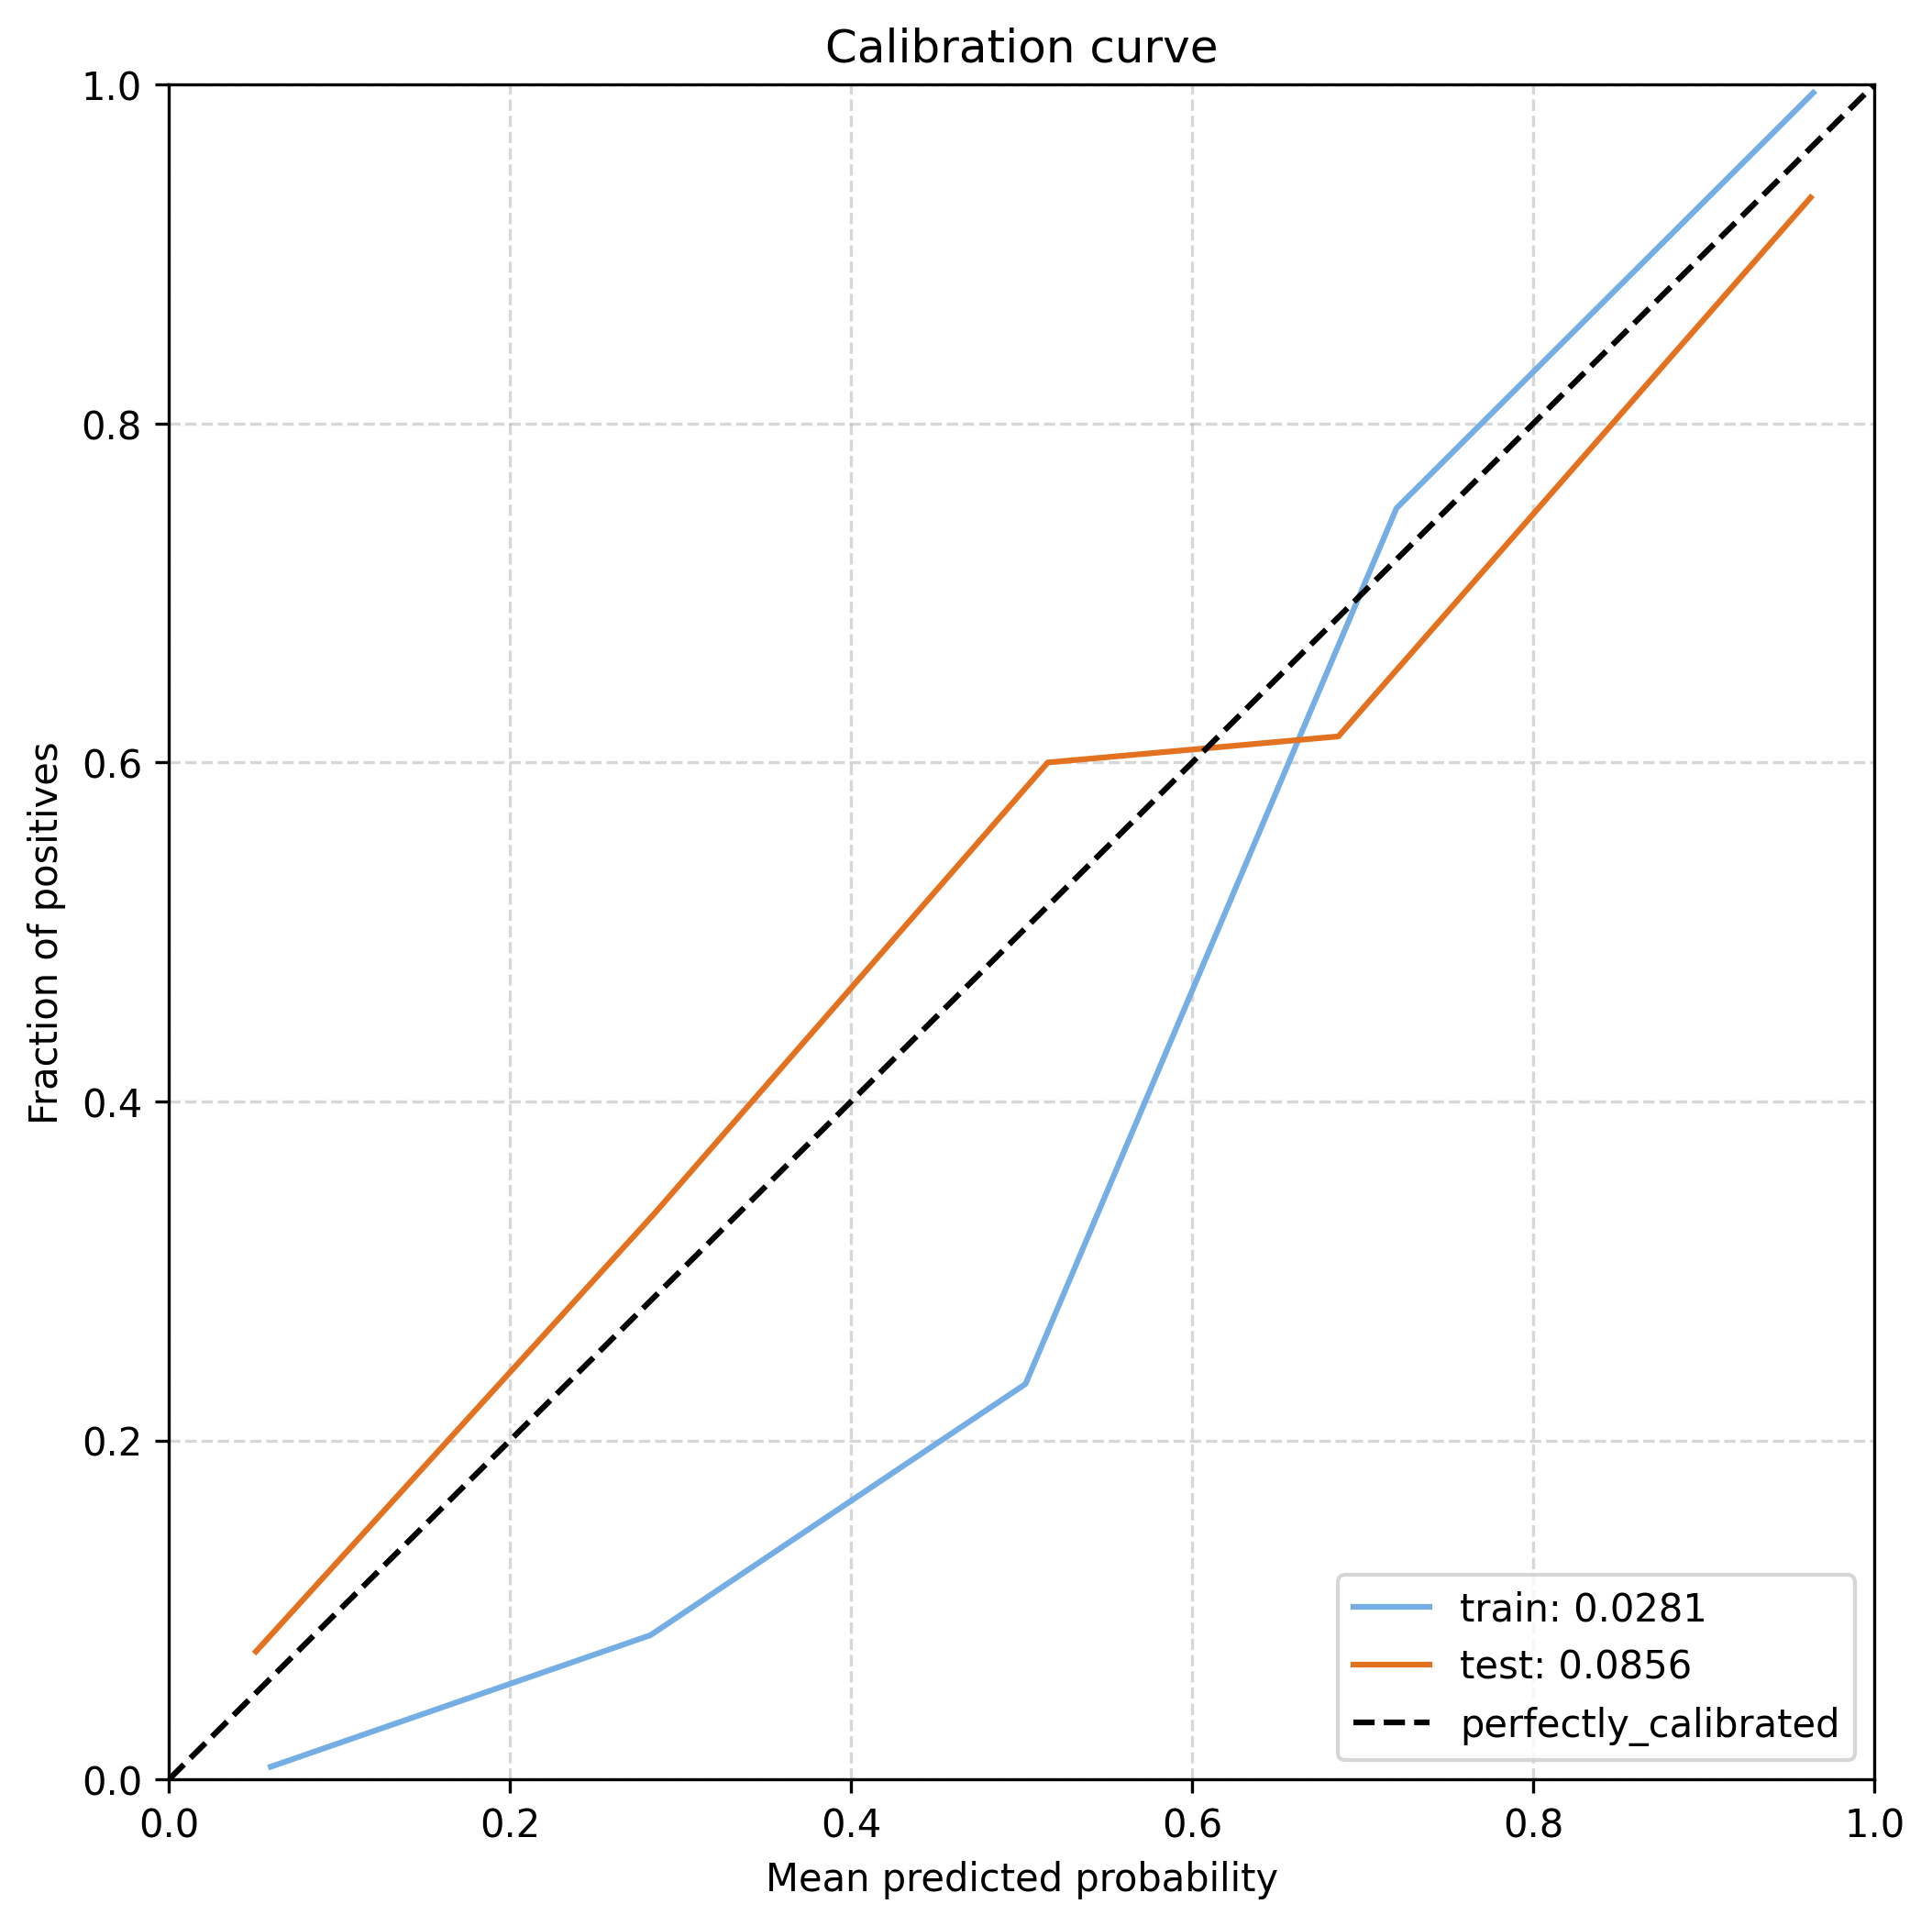 Calibration curve
1.0
0.8
0.6
0.4
0.2
0.0
Fraction of positives
0.0 0.2 0.4 0.6 0.8 1.0
Mean predicted probability
train: 0.0281
test: 0.0856
perfectly_calibrated